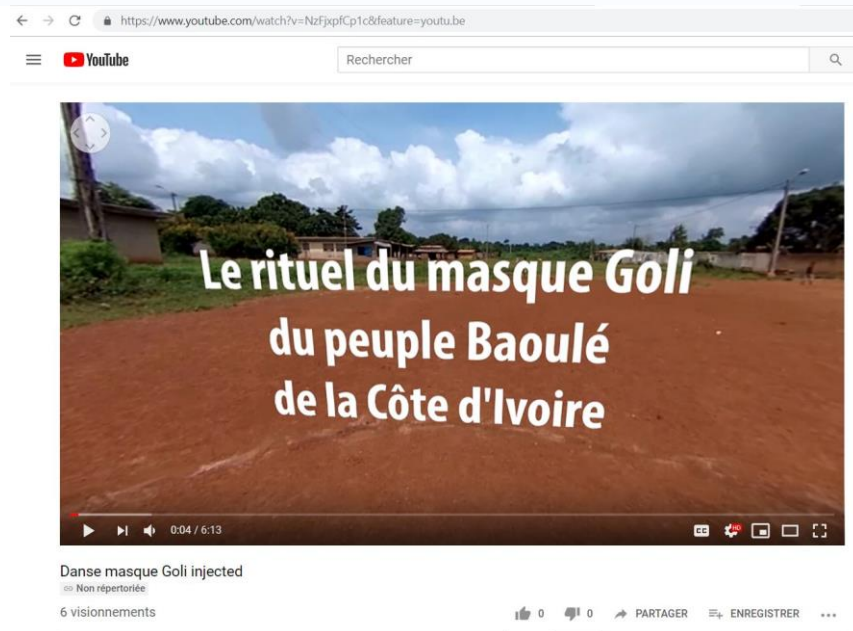 https://www.youtube.com/watch?v=NzFjxpfCp1c&feature=youtu.be
YouTube
Rechercher
Le rituel du masque Goli
du peuple Baoulé
de la Côte d'Ivoire
0:04 / 6:13
CC
HD
Danse masque Goli injected
Non répertoriée
6 visionnements
0
0
PARTAGER
ENREGISTRER